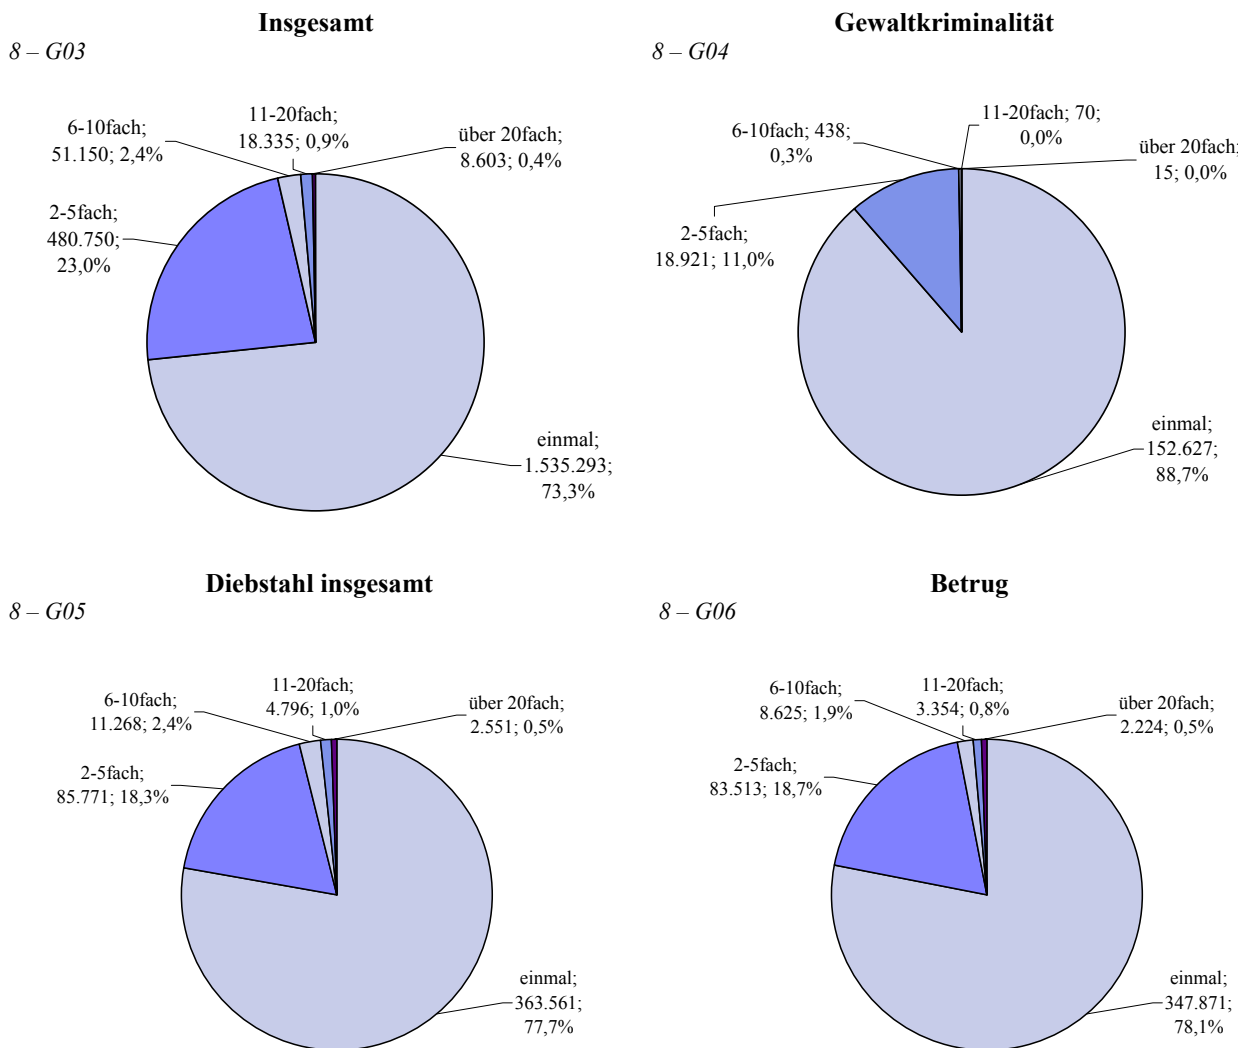 Insgesamt
8 – G03
6-10fach;
51.150; 2,4%
11-20fach;
18.335; 0,9%
über 20fach;
8.603; 0,4%
2-5fach;
480.750;
23,0%
einmal;
1.535.293;
73,3%
Gewaltkriminalität
8 – G04
6-10fach; 438;
0,3%
11-20fach; 70;
0,0%
über 20fach;
15; 0,0%
2-5fach;
18.921; 11,0%
einmal;
152.627;
88,7%
Diebstahl insgesamt
8 – G05
6-10fach;
11.268; 2,4%
11-20fach;
4.796; 1,0%
über 20fach;
2.551; 0,5%
2-5fach;
85.771; 18,3%
einmal;
363.561;
77,7%
Betrug
8 – G06
6-10fach;
8.625; 1,9%
11-20fach;
3.354; 0,8%
über 20fach;
2.224; 0,5%
2-5fach;
83.513; 18,7%
einmal;
347.871;
78,1%